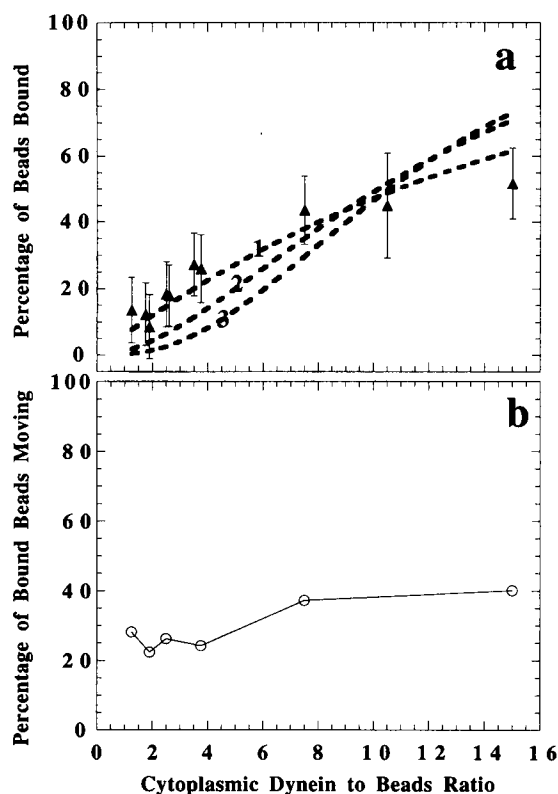 100
a
80
60
40
20
0
Percentage of Beads Bound
1
2
3
100
b
80
60
40
20
0
Percentage of Bound Beads Moving
0 2 4 6 8 10 12 14 16
Cytoplasmic Dynein to Beads Ratio